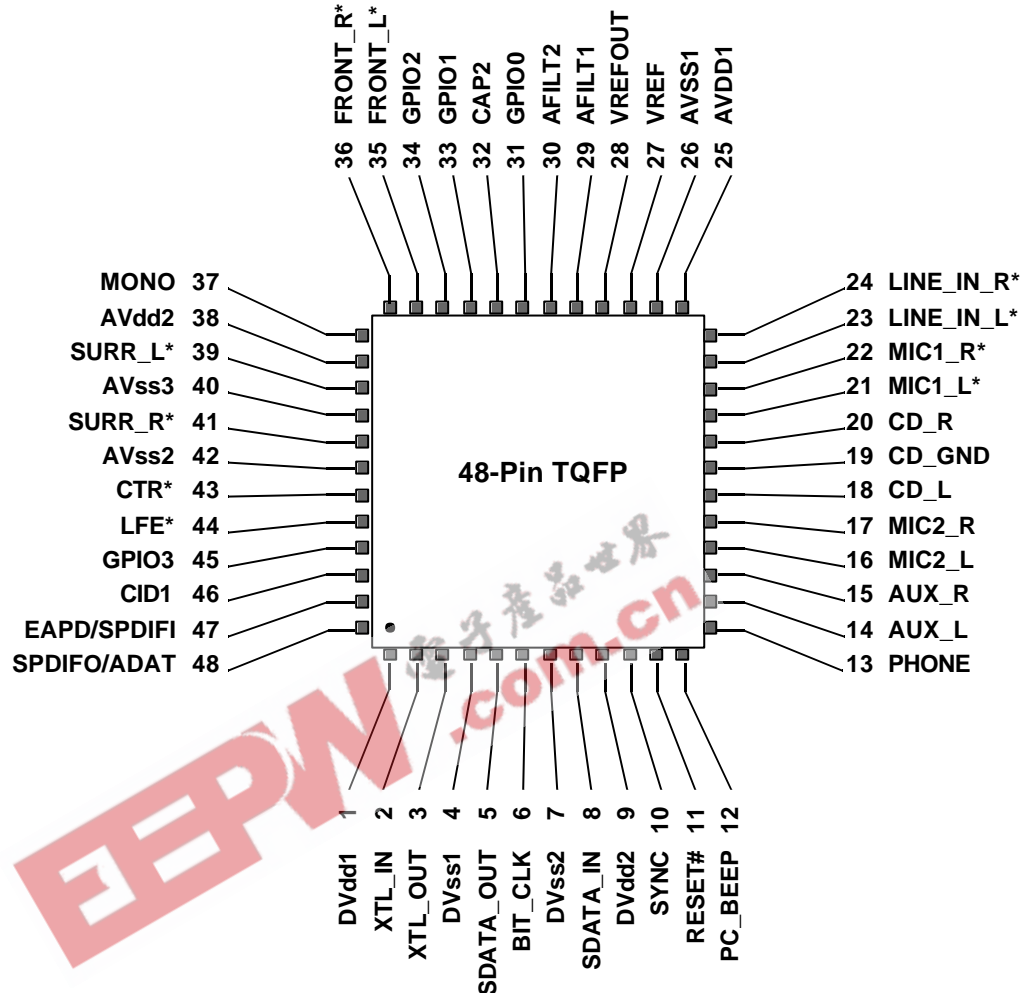 36 FRONT_R*
35 FRONT_L*
34 GPIO2
33 GPIO1
32 CAP2
31 GPIO0
30 AFILT2
29 AFILT1
28 VREFOUT
27 VREF
26 AVSS1
25 AVDD1
MONO 37
AVdd2 38
SURR_L* 39
AVss3 40
SURR_R* 41
AVss2 42
CTR* 43
LFE* 44
GPIO3 45
CID1 46
EAPD/SPDIFI 47
SPDIFO/ADAT 48
48-Pin TQFP
24 LINE_IN_R*
23 LINE_IN_L*
22 MIC1_R*
21 MIC1_L*
20 CD_R
19 CD_GND
18 CD_L
17 MIC2_R
16 MIC2_L
15 AUX_R
14 AUX_L
13 PHONE
DVdd1 1
XTL_IN 2
XTL_OUT 3
DVss1 4
SDATA_OUT 5
BIT_CLK 6
DVss2 7
SDATA_IN 8
DVdd2 9
SYNC 10
RESET# 11
PC_BEEP 12
EEPW
電子產品世界
.com.cn